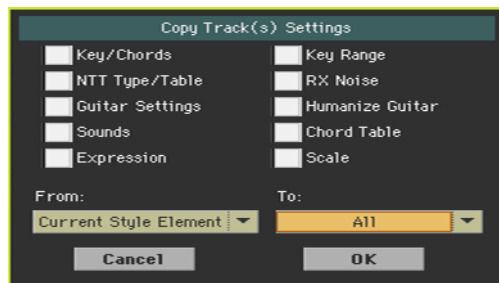 Copy Track(s) Settings
Key/Chords
Key Range
NTT Type/Table
RX Noise
Guitar Settings
Humanize Guitar
Sounds
Chord Table
Expression
Scale
From:
To:
Current Style Element
All
Cancel
OK